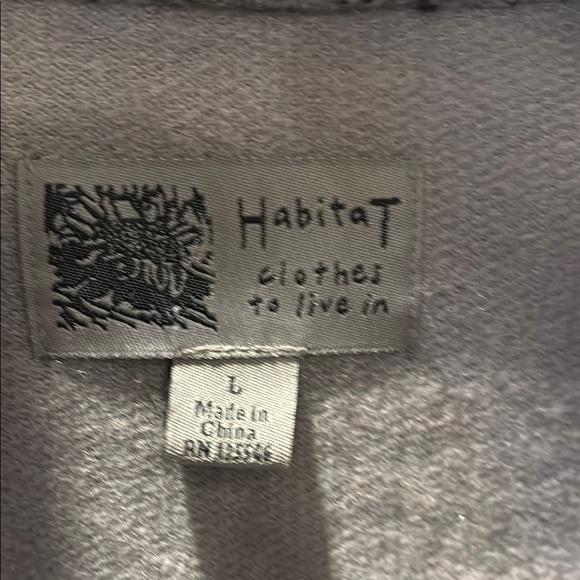 HabitaT
clothes
to live in
L
Made in
China
RN 125566